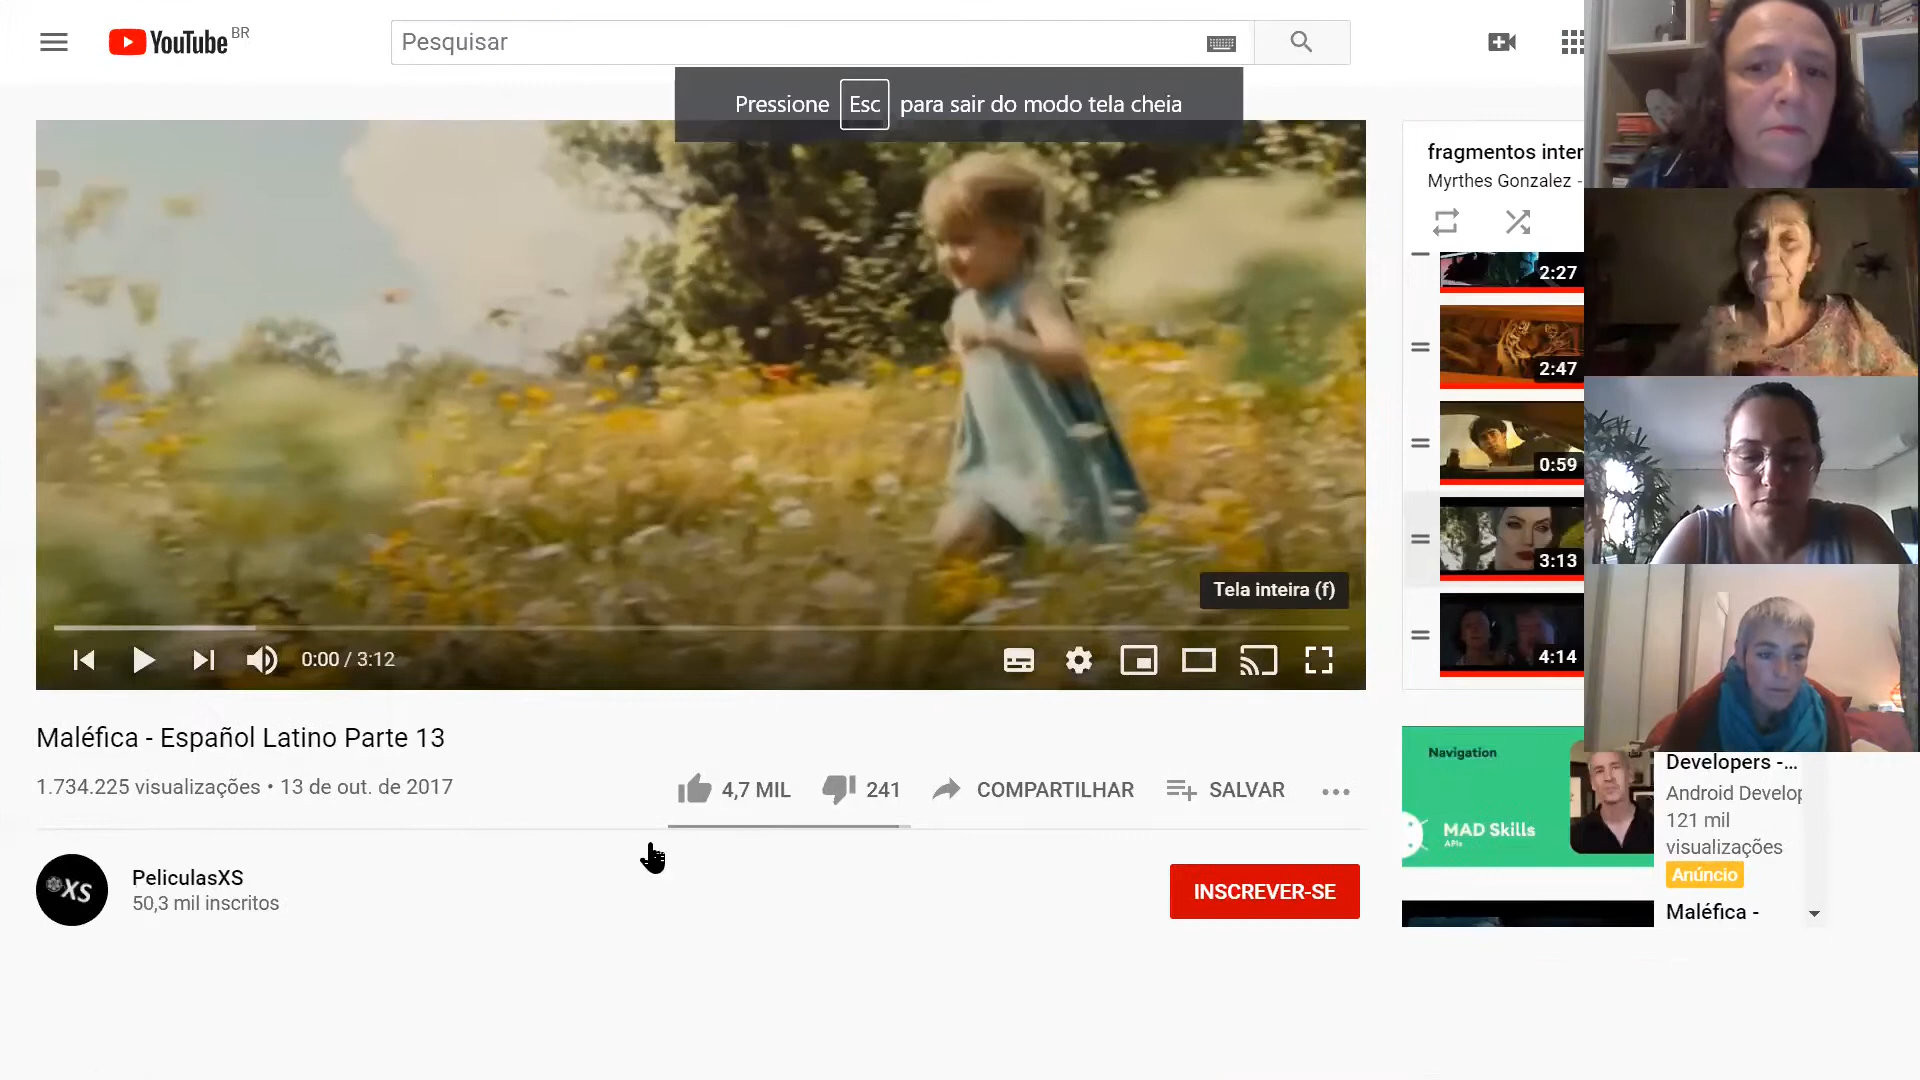 YouTube BR
Pesquisar
Pressione Esc para sair do modo tela cheia
fragmentos inter
Myrthes Gonzalez -
2:27
2:47
0:59
3:13
4:14
Tela inteira (f)
0:00 / 3:12
Maléfica - Español Latino Parte 13
1.734.225 visualizações • 13 de out. de 2017
4,7 MIL
241
COMPARTILHAR
SALVAR
PeliculasXS
50,3 mil inscritos
XS
INSCREVER-SE
Navigation
MAD Skills
APIs
Developers -...
Android Develop
121 mil
visualizações
Anúncio
Maléfica -